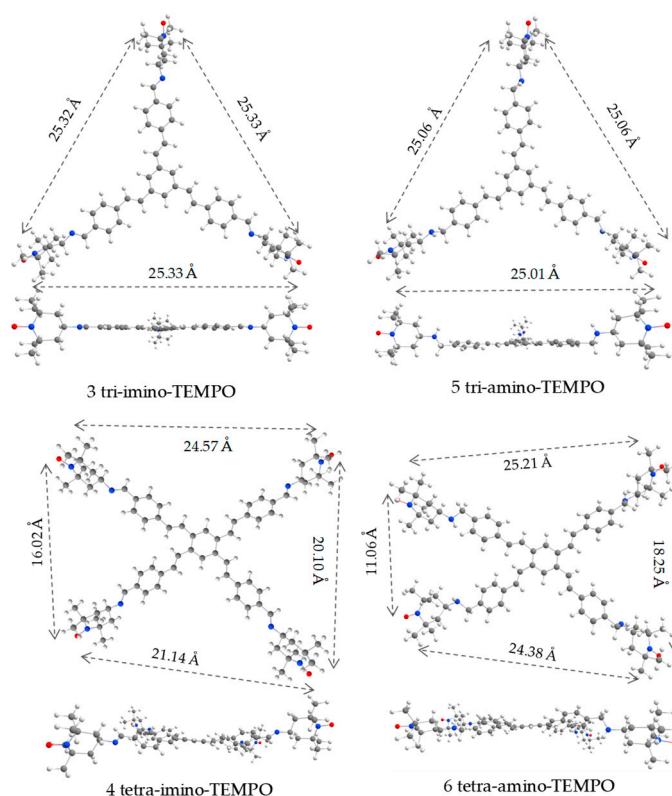 25.32 Å
25.33 Å
25.33 Å
3 tri-imino-TEMPO
25.06 Å
25.06 Å
25.01 Å
5 tri-amino-TEMPO
24.57 Å
16.02 Å
20.10 Å
21.14 Å
4 tetra-imino-TEMPO
25.21 Å
11.06 Å
18.25 Å
24.38 Å
6 tetra-amino-TEMPO